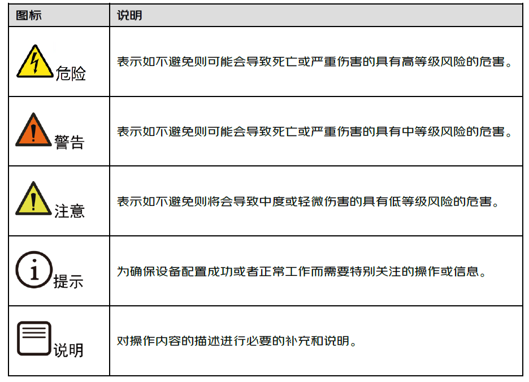 图标 说明
危险 表示如不避免则可能会导致死亡或严重伤害的具有高等级风险的危害。
警告 表示如不避免则可能会导致死亡或严重伤害的具有中等级风险的危害。
注意 表示如不避免则将会导致中度或轻微伤害的具有低等级风险的危害。
i 提示 为确保设备配置成功或者正常工作而需要特别关注的操作或信息。
说明 对操作内容的描述进行必要的补充和说明。